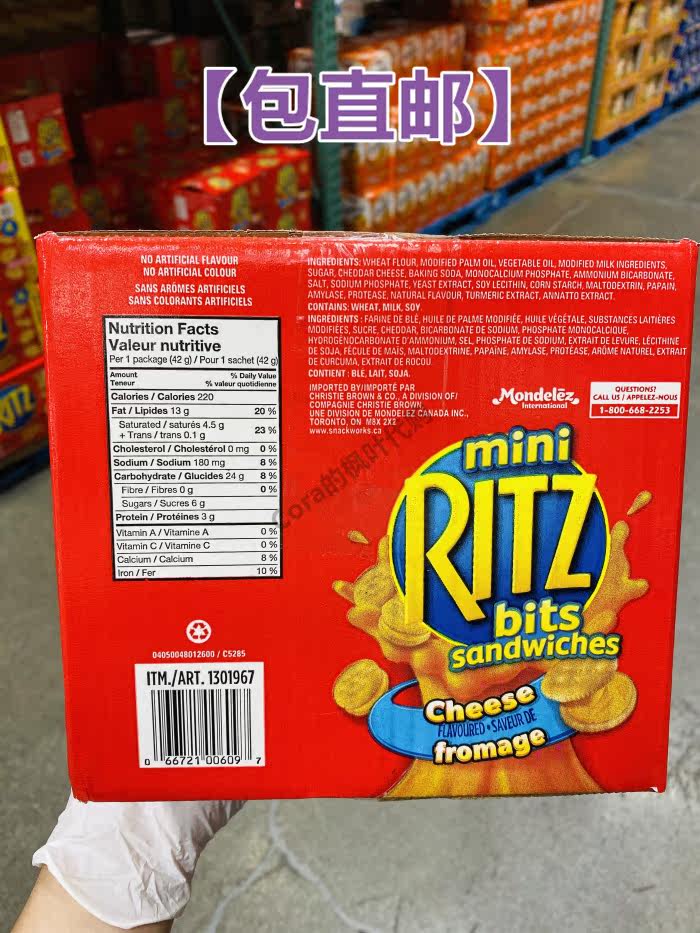 【包直邮】
NO ARTIFICIAL FLAVOUR
NO ARTIFICIAL COLOUR
SANS ARÔMES ARTIFICIELS
SANS COLORANTS ARTIFICIELS
Nutrition Facts
Valeur nutritive
Per 1 package (42 g) / Pour 1 sachet (42 g)
Amount % Daily Value
Teneur % valeur quotidienne
Calories / Calories 220
Fat / Lipides 13 g 20 %
Saturated / saturés 4.5 g
+ Trans / trans 0.1 g 23 %
Cholesterol / Cholestérol 0 mg 0 %
Sodium / Sodium 180 mg 8 %
Carbohydrate / Glucides 24 g 8 %
Fibre / Fibres 0 g 0 %
Sugars / Sucres 6 g
Protein / Protéines 3 g
Vitamin A / Vitamine A 0 %
Vitamin C / Vitamine C 0 %
Calcium / Calcium 8 %
Iron / Fer 10 %
INGREDIENTS: WHEAT FLOUR, MODIFIED PALM OIL, VEGETABLE OIL, MODIFIED MILK INGREDIENTS,
SUGAR, CHEDDAR CHEESE, BAKING SODA, MONOCALCIUM PHOSPHATE, AMMONIUM BICARBONATE,
SALT, SODIUM PHOSPHATE, YEAST EXTRACT, SOY LECITHIN, CORN STARCH, MALTODEXTRIN, PAPAIN,
AMYLASE, PROTEASE, NATURAL FLAVOUR, TURMERIC EXTRACT, ANNATTO EXTRACT.
CONTAINS: WHEAT, MILK, SOY.
INGRÉDIENTS : FARINE DE BLÉ, HUILE DE PALME MODIFIÉE, HUILE VÉGÉTALE, SUBSTANCES LAITIÈRES
MODIFIÉES, SUCRE, CHEDDAR, BICARBONATE DE SODIUM, PHOSPHATE MONOCALCIQUE,
HYDROGÉNOCARBONATE D'AMMONIUM, SEL, PHOSPHATE DE SODIUM, EXTRAIT DE LEVURE, LÉCITHINE
DE SOJA, FÉCULE DE MAÏS, MALTODEXTRINE, PAPAÏNE, AMYLASE, PROTÉASE, ARÔME NATUREL, EXTRAIT
DE CURCUMA, EXTRAIT DE ROCOU.
CONTIENT : BLÉ, LAIT, SOJA.
IMPORTED BY/IMPORTÉ PAR
CHRISTIE BROWN & CO., A DIVISION OF/
COMPAGNIE CHRISTIE BROWN,
UNE DIVISION DE MONDELEZ CANADA INC.,
TORONTO, ON M8X 2X2
www.snackworks.ca
Mondelēz
International
QUESTIONS?
CALL US / APPELEZ-NOUS
1-800-668-2253
Cora的枫叶
mini
RITZ
bits
sandwiches
Cheese
FLAVOURED • SAVEUR DE
fromage
04050048012600 / C5285
ITM./ART. 1301967
0 66721 00609 7